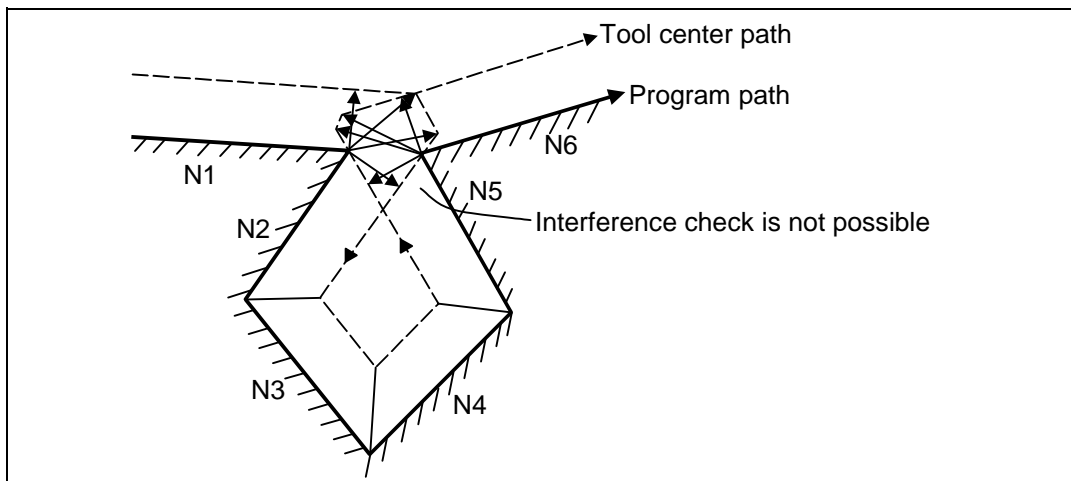 Tool center path
Program path
N6
N1
N5
Interference check is not possible
N2
N3
N4